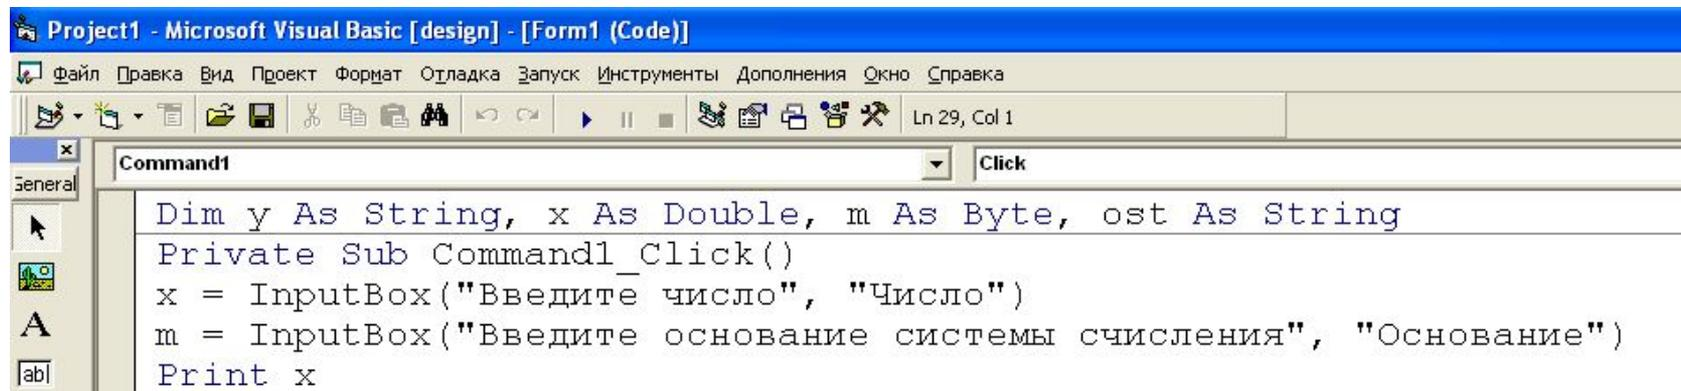 Project1 - Microsoft Visual Basic [design] - [Form1 (Code)]
Файл Правка Вид Проект Формат Отладка Запуск Инструменты Дополнения Окно Справка
Ln 29, Col 1
General
Command1 Click
Dim y As String, x As Double, m As Byte, ost As String
Private Sub Command1_Click()
x = InputBox("Введите число", "Число")
m = InputBox("Введите основание системы счисления", "Основание")
Print x
A
abl